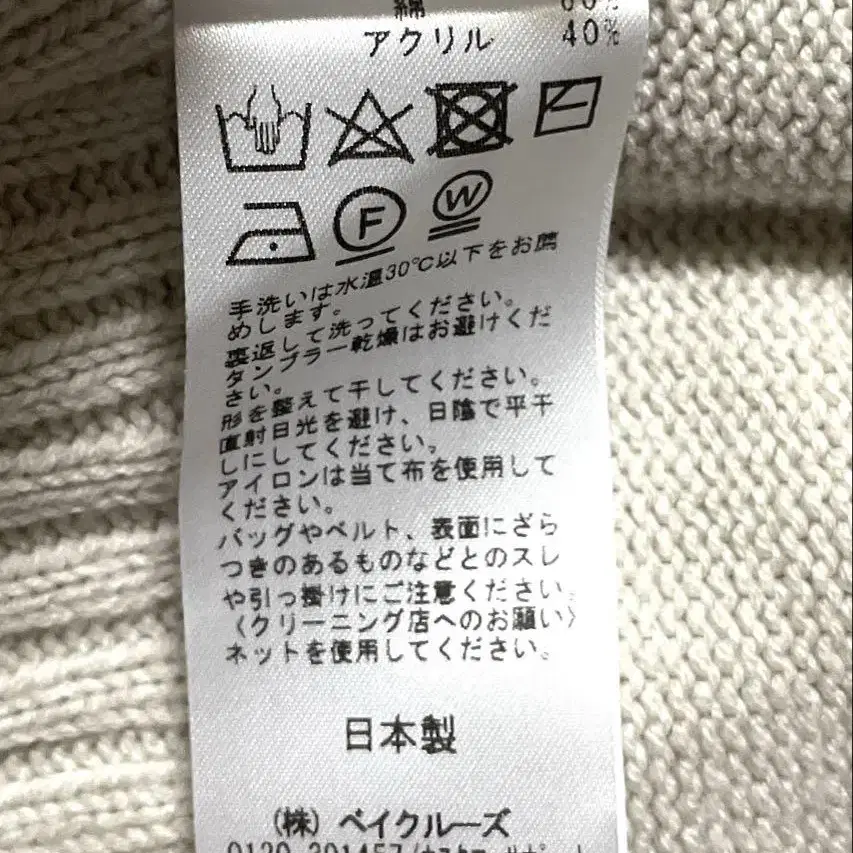 綿 60%
アクリル 40%
F W
手洗いは水温30℃以下をお薦
めします。
裏返して洗ってください。
タンブラー乾燥はお避けくだ
さい。
形を整えて干してください。
直射日光を避け、日陰で平干
しにしてください。
アイロンは当て布を使用して
ください。
バッグやベルト、表面にざら
つきのあるものなどとのスレ
や引っ掛けにご注意ください。
〈クリーニング店へのお願い〉
ネットを使用してください。
日本製
(株) ベイクルーズ
0120-301457